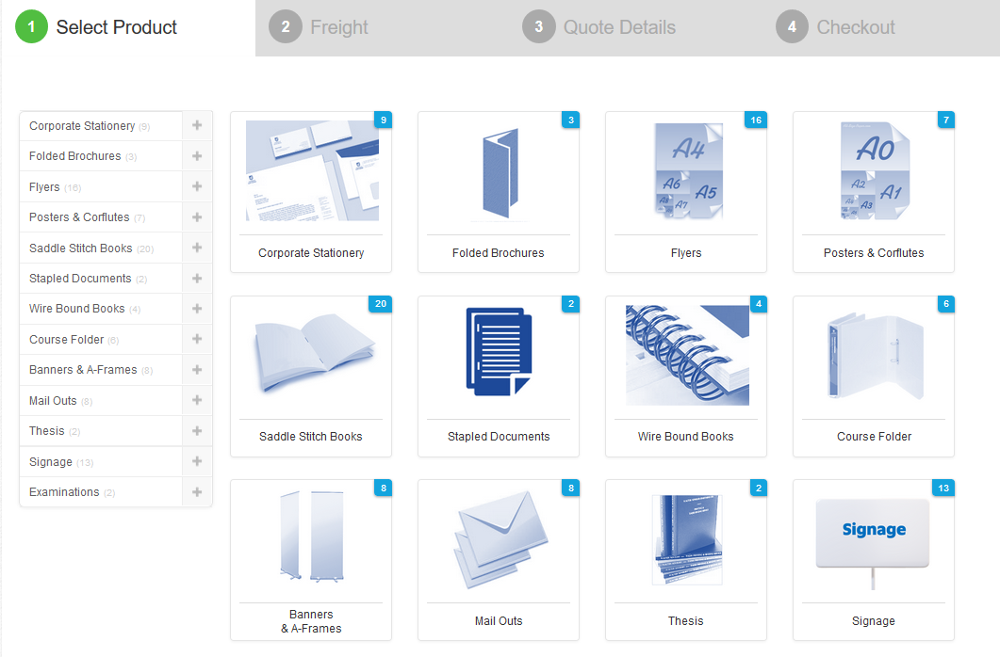 1 Select Product
2 Freight
3 Quote Details
4 Checkout
Corporate Stationery (9)
Folded Brochures (3)
Flyers (16)
Posters & Corflutes (7)
Saddle Stitch Books (20)
Stapled Documents (2)
Wire Bound Books (4)
Course Folder (6)
Banners & A-Frames (8)
Mail Outs (8)
Thesis (2)
Signage (13)
Examinations (2)
9
Corporate Stationery
3
Folded Brochures
16
A4
A6
A5
A8
A7
Flyers
7
A0
A2
A1
A4
A3
Posters & Corflutes
20
Saddle Stitch Books
2
Stapled Documents
4
Wire Bound Books
6
Course Folder
8
Banners
& A-Frames
8
Mail Outs
2
Thesis
13
Signage
Signage